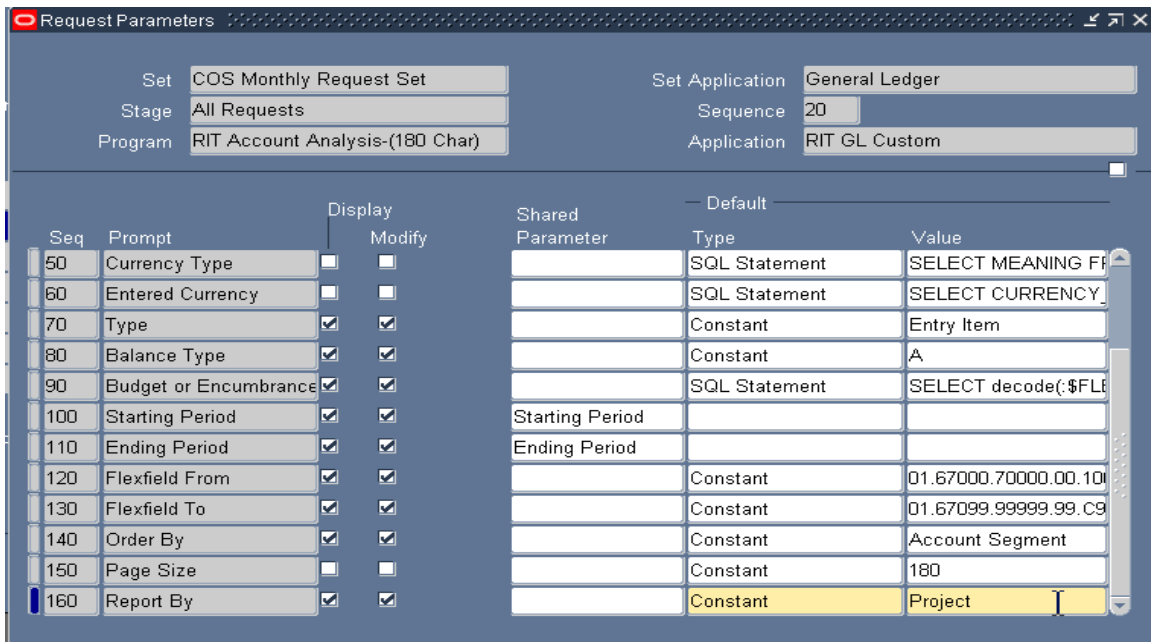 Request Parameters
Set COS Monthly Request Set Set Application General Ledger
Stage All Requests Sequence 20
Program RIT Account Analysis-(180 Char) Application RIT GL Custom
Display Shared Default
Seq Prompt Modify Parameter Type Value
50 Currency Type SQL Statement SELECT MEANING FR
60 Entered Currency SQL Statement SELECT CURRENCY_
70 Type Constant Entry Item
80 Balance Type Constant A
90 Budget or Encumbrance SQL Statement SELECT decode(:$FLE
100 Starting Period Starting Period
110 Ending Period Ending Period
120 Flexfield From Constant 01.67000.70000.00.100
130 Flexfield To Constant 01.67099.99999.99.C9
140 Order By Constant Account Segment
150 Page Size Constant 180
160 Report By Constant Project